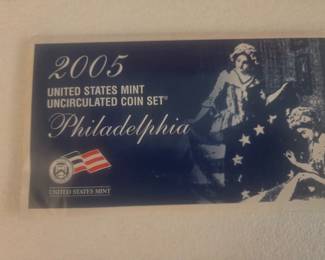 2005
UNITED STATES MINT
UNCIRCULATED COIN SET®
Philadelphia
UNITED STATES MINT